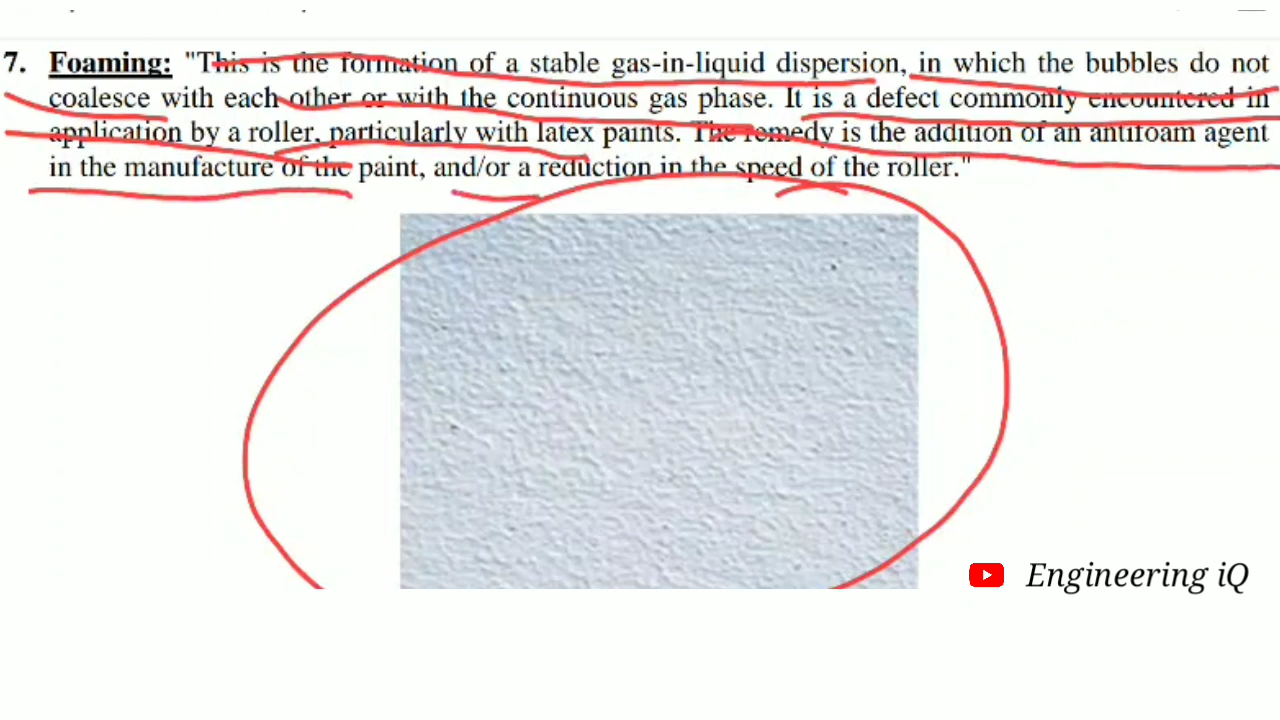 7. Foaming: "This is the formation of a stable gas-in-liquid dispersion, in which the bubbles do not
coalesce with each other or with the continuous gas phase. It is a defect commonly encountered in
application by a roller, particularly with latex paints. The remedy is the addition of an antifoam agent
in the manufacture of the paint, and/or a reduction in the speed of the roller."
Engineering iQ